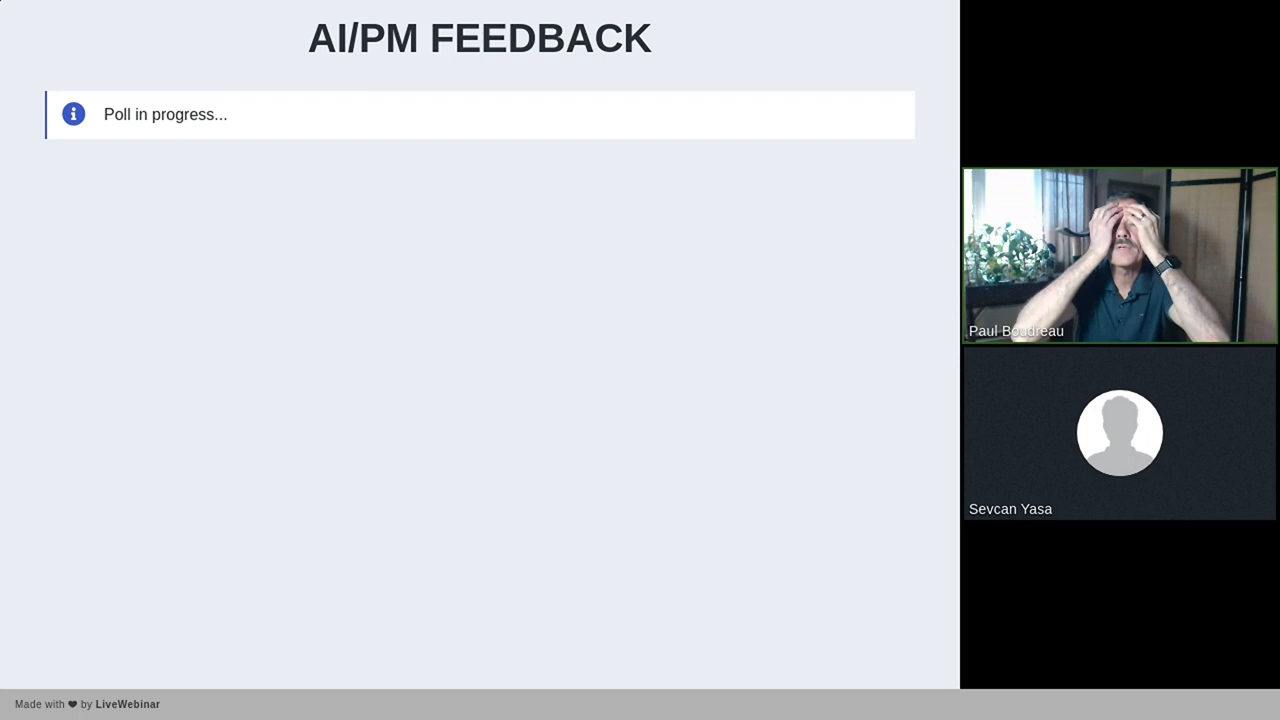 AI/PM FEEDBACK
Poll in progress...
Paul Boudreau
Sevcan Yasa
Made with ❤ by LiveWebinar